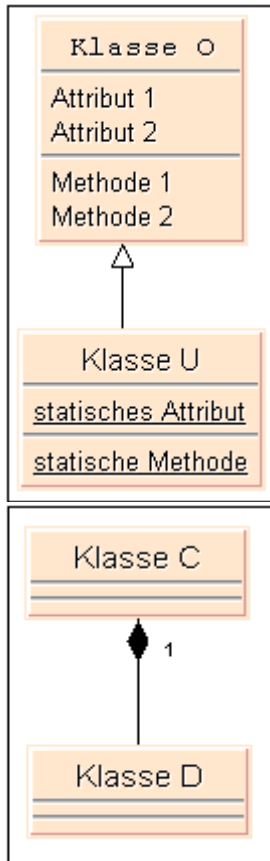 Klasse O
Attribut 1
Attribut 2
Methode 1
Methode 2
Klasse U
statisches Attribut
statische Methode
Klasse C
1
Klasse D